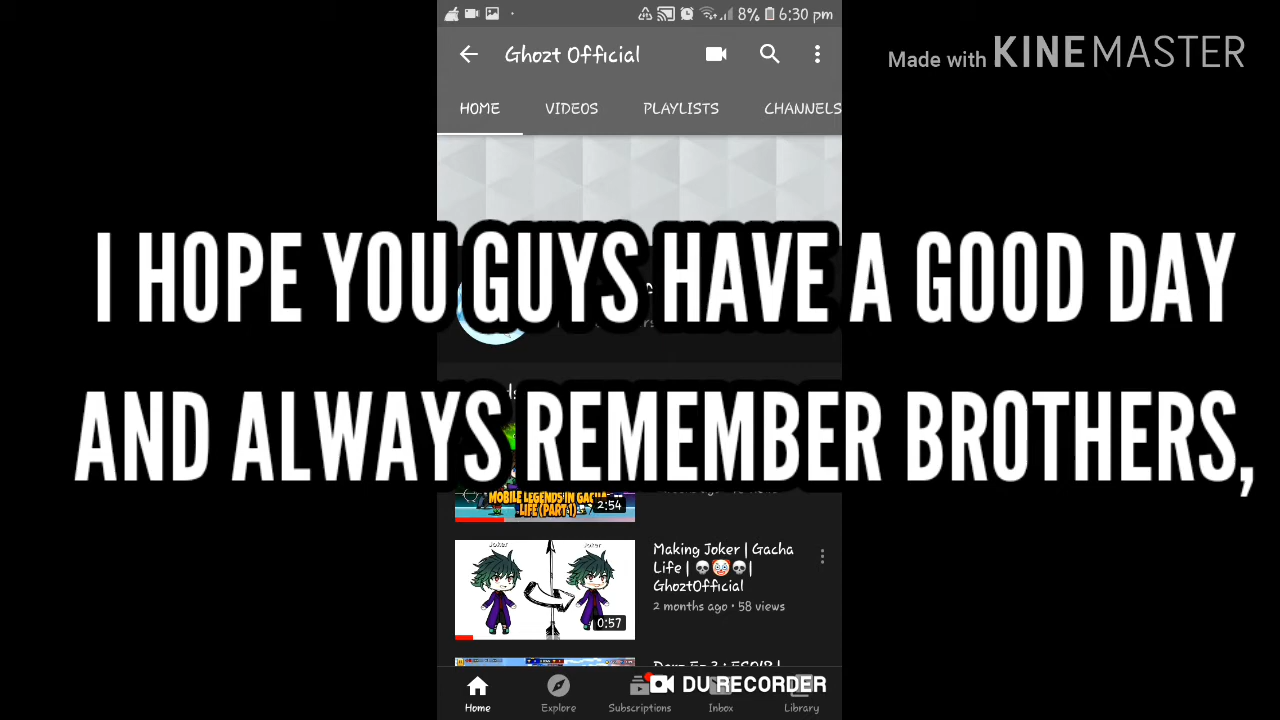 8% 6:30 pm
Ghozt Official
Made with KINEMASTER
HOME VIDEOS PLAYLISTS CHANNELS
I HOPE YOU GUYS HAVE A GOOD DAY
AND ALWAYS REMEMBER BROTHERS,
MOBILE LEGENDS IN GACHA
LIFE (PART 1)
2:54
Joker Joker
Making Joker | Gacha
Life | 💀🤡💀|
GhoztOfficial
2 months ago • 58 views
0:57
DU RECORDER
Home Explore Subscriptions Inbox Library